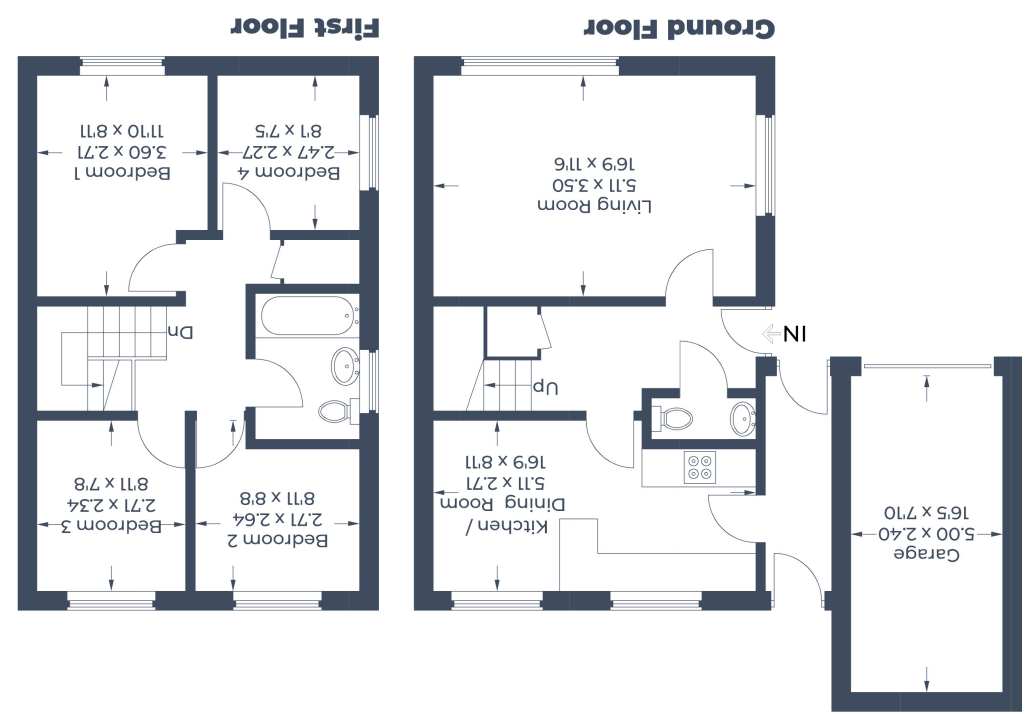 Garage
5.00 x 2.40
16'5 x 7'10
Kitchen /
Dining Room
5.11 x 2.71
16'9 x 8'11
Up
IN
Living Room
5.11 x 3.50
16'9 x 11'6
Ground Floor
Bedroom 2
2.71 x 2.64
8'11 x 8'8
Bedroom 3
2.71 x 2.34
8'11 x 7'8
Dn
Bedroom 4
2.47 x 2.27
8'1 x 7'5
Bedroom 1
3.60 x 2.71
11'10 x 8'11
First Floor